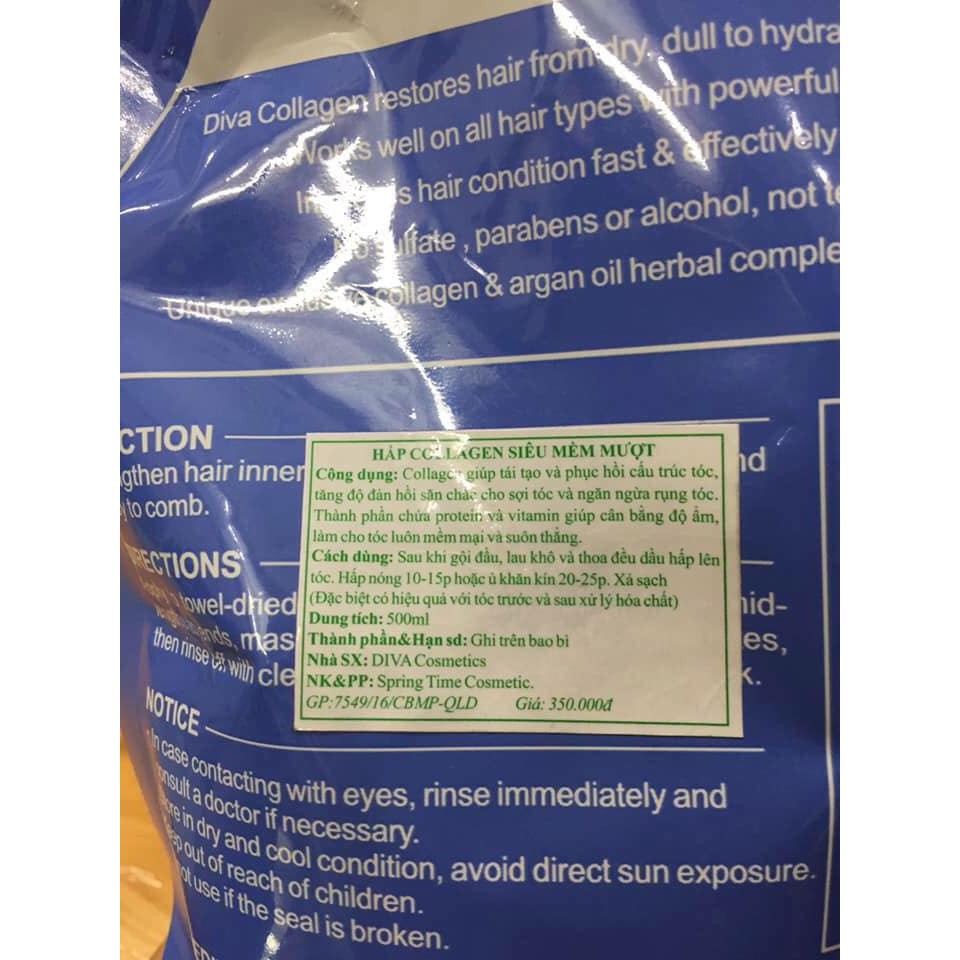 Diva Collagen restores hair from dry, dull to hydra
Works well on all hair types with powerful
hair condition fast & effectively
sulfate , parabens or alcohol, not
Unique exclusive collagen & argan oil herbal comple
CTION
gthen hair inner
to comb.
HẤP COLLAGEN SIÊU MỀM MƯỢT
Công dụng: Collagen giúp tái tạo và phục hồi cấu trúc tóc,
tăng độ đàn hồi săn chắc cho sợi tóc và ngăn ngừa rụng tóc.
Thành phần chứa protein và vitamin giúp cân bằng độ ẩm,
làm cho tóc luôn mềm mại và suôn thẳng.
Cách dùng: Sau khi gội đầu, lau khô và thoa đều dầu hấp lên
tóc. Hấp nóng 10-15p hoặc ủ khăn kín 20-25p. Xả sạch
(Đặc biệt có hiệu quả với tóc trước và sau xử lý hóa chất)
Dung tích: 500ml
Thành phần&Hạn sd: Ghi trên bao bì
Nhà SX: DIVA Cosmetics
NK&PP: Spring Time Cosmetic.
GP:7549/16/CBMP-QLD Giá: 350.000đ
RECTIONS
towel-dried
mas
then rinse off with cle
NOTICE
In case contacting with eyes, rinse immediately and
consult a doctor if necessary.
in dry and cool condition, avoid direct sun exposure.
out of reach of children.
use if the seal is broken.